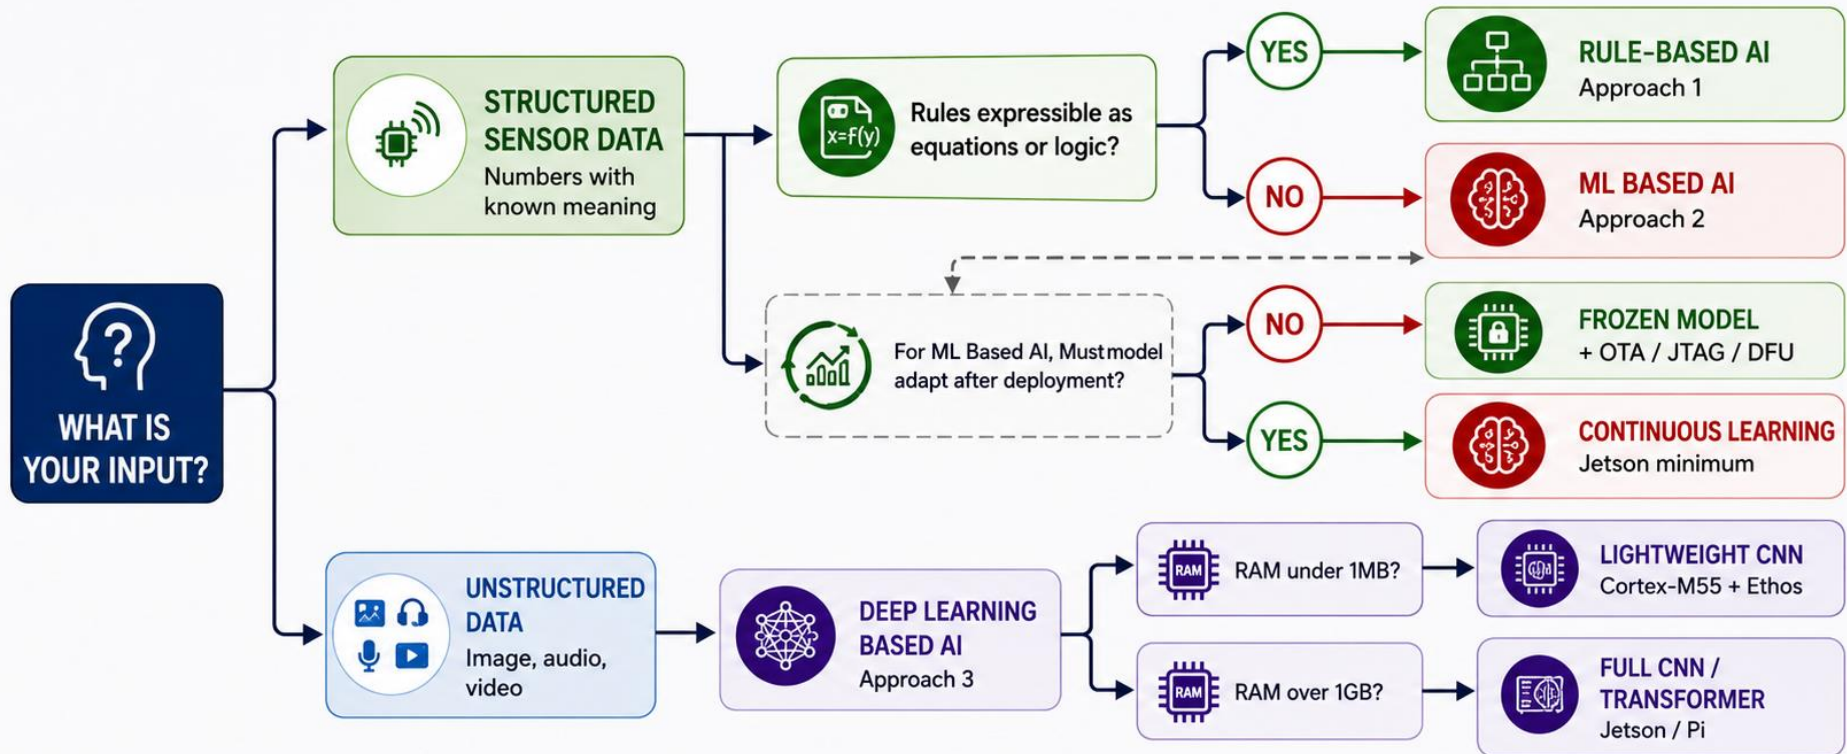 WHAT IS
YOUR INPUT?
STRUCTURED
SENSOR DATA
Numbers with
known meaning
x=f(y)
Rules expressible as
equations or logic?
YES
RULE-BASED AI
Approach 1
NO
ML BASED AI
Approach 2
For ML Based AI, Must model
adapt after deployment?
NO
FROZEN MODEL
+ OTA / JTAG / DFU
YES
CONTINUOUS LEARNING
Jetson minimum
UNSTRUCTURED
DATA
Image, audio,
video
DEEP LEARNING
BASED AI
Approach 3
RAM
RAM under 1MB?
LIGHTWEIGHT CNN
Cortex-M55 + Ethos
RAM
RAM over 1GB?
FULL CNN /
TRANSFORMER
Jetson / Pi